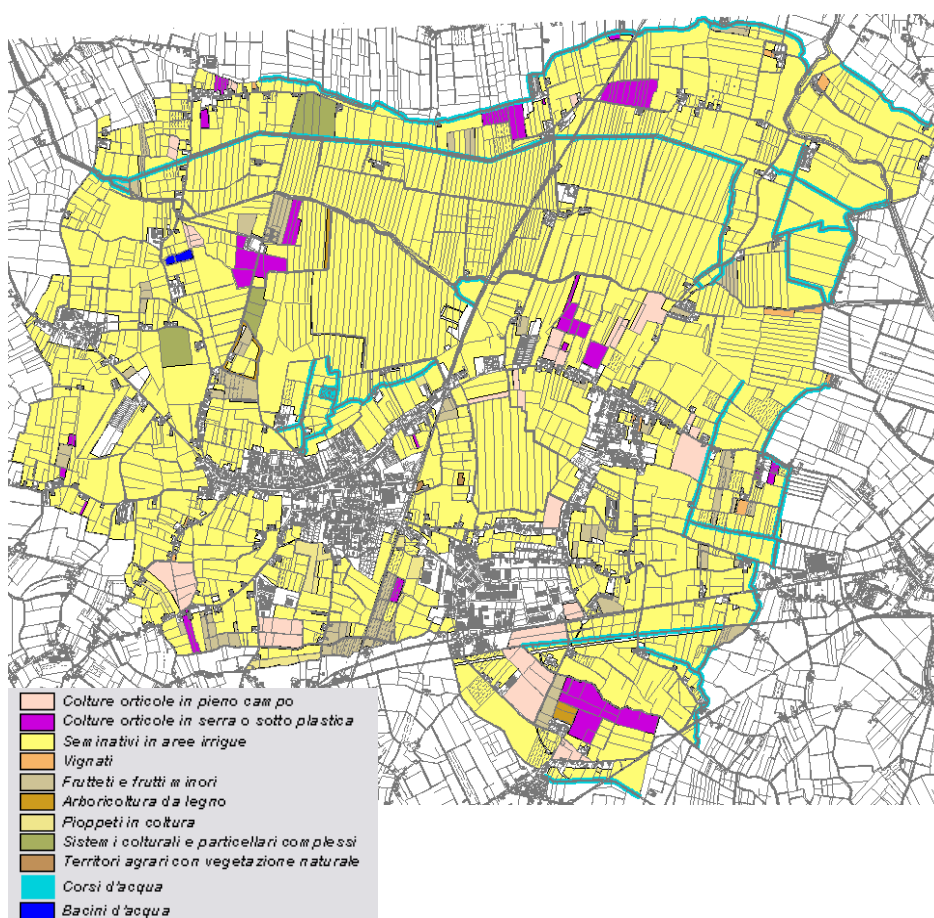 Colture orticole in pieno campo
Colture orticole in serra o sotto plastica
Seminativi in aree irrigue
Vignati
Frutteti e frutti minori
Arboricoltura da legno
Pioppeti in coltura
Sistemi colturali e particellari complessi
Territori agrari con vegetazione naturale
Corsi d'acqua
Bacini d'acqua